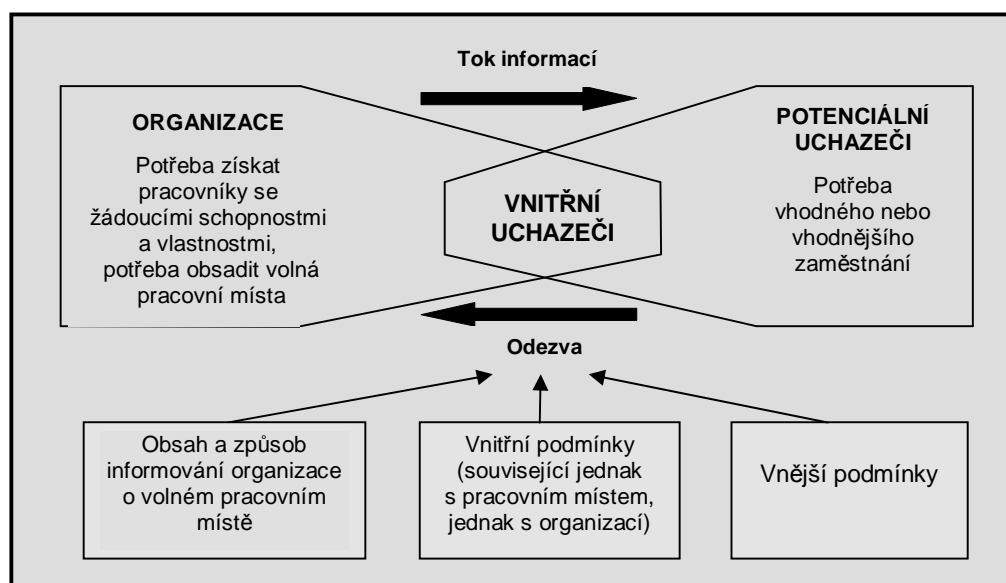 Tok informací
ORGANIZACE
Potřeba získat
pracovníky se
žádoucími schopnostmi
a vlastnostmi,
potřeba obsadit volná
pracovní místa
VNITŘNÍ
UCHAZEČI
POTENCIÁLNÍ
UCHAZEČI
Potřeba
vhodného nebo
vhodnějšího
zaměstnání
Odezva
Obsah a způsob
informování organizace
o volném pracovním
místě
Vnitřní podmínky
(související jednak
s pracovním místem,
jednak s organizací)
Vnější podmínky